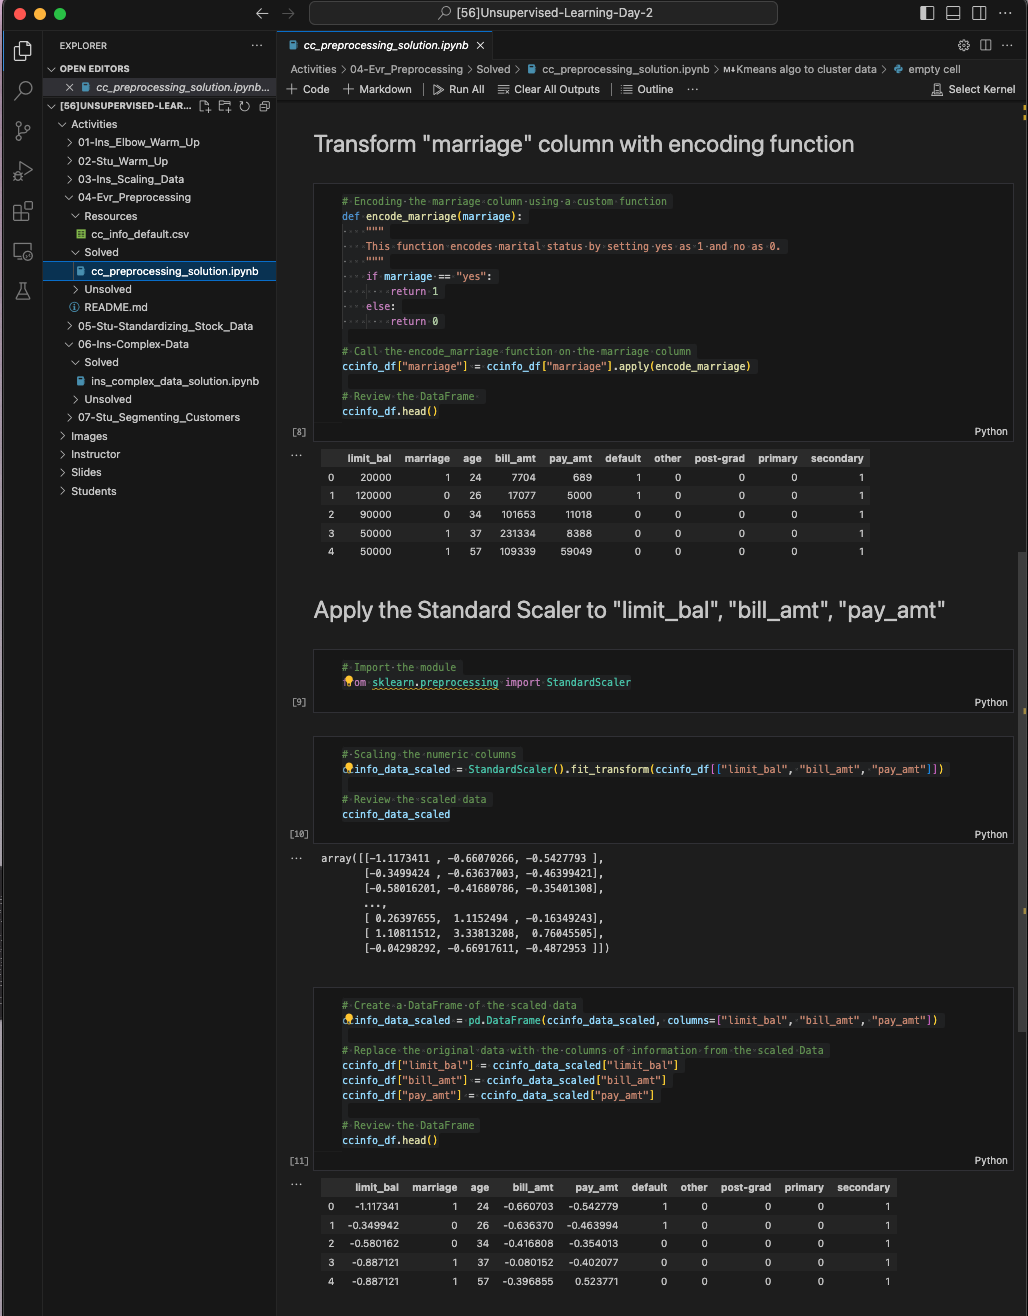 [56]Unsupervised-Learning-Day-2
EXPLORER
OPEN EDITORS
cc_preprocessing_solution.ipynb...
[56]UNSUPERVISED-LEAR...
Activities
01-Ins_Elbow_Warm_Up
02-Stu_Warm_Up
03-Ins_Scaling_Data
04-Evr_Preprocessing
Resources
cc_info_default.csv
Solved
cc_preprocessing_solution.ipynb
Unsolved
README.md
05-Stu-Standardizing_Stock_Data
06-Ins-Complex-Data
Solved
ins_complex_data_solution.ipynb
Unsolved
07-Stu_Segmenting_Customers
Images
Instructor
Slides
Students
cc_preprocessing_solution.ipynb
Activities > 04-Evr_Preprocessing > Solved > cc_preprocessing_solution.ipynb > M↓Kmeans algo to cluster data > empty cell
+ Code + Markdown Run All Clear All Outputs Outline ... Select Kernel
Transform "marriage" column with encoding function
# Encoding the marriage column using a custom function
def encode_marriage(marriage):
"""
This function encodes marital status by setting yes as 1 and no as 0.
"""
if marriage == "yes":
return 1
else:
return 0
# Call the encode_marriage function on the marriage column
ccinfo_df["marriage"] = ccinfo_df["marriage"].apply(encode_marriage)
# Review the DataFrame
ccinfo_df.head()
[8] Python
limit_bal marriage age bill_amt pay_amt default other post-grad primary secondary
0 20000 1 24 7704 689 1 0 0 0 1
1 120000 0 26 17077 5000 1 0 0 0 1
2 90000 0 34 101653 11018 0 0 0 0 1
3 50000 1 37 231334 8388 0 0 0 0 1
4 50000 1 57 109339 59049 0 0 0 0 1
Apply the Standard Scaler to "limit_bal", "bill_amt", "pay_amt"
# Import the module
om sklearn.preprocessing import StandardScaler
[9] Python
# Scaling the numeric columns
cinfo_data_scaled = StandardScaler().fit_transform(ccinfo_df[["limit_bal", "bill_amt", "pay_amt"]])
# Review the scaled data
ccinfo_data_scaled
[10] Python
array([[-1.1173411 , -0.66070266, -0.5427793 ],
[-0.3499424 , -0.63637003, -0.46399421],
[-0.58016201, -0.41680786, -0.35401308],
...,
[ 0.26397655, 1.1152494 , -0.16349243],
[ 1.10811512, 3.33813208, 0.76045505],
[-0.04298292, -0.66917611, -0.4872953 ]])
# Create a DataFrame of the scaled data
cinfo_data_scaled = pd.DataFrame(ccinfo_data_scaled, columns=["limit_bal", "bill_amt", "pay_amt"])
# Replace the original data with the columns of information from the scaled Data
ccinfo_df["limit_bal"] = ccinfo_data_scaled["limit_bal"]
ccinfo_df["bill_amt"] = ccinfo_data_scaled["bill_amt"]
ccinfo_df["pay_amt"] = ccinfo_data_scaled["pay_amt"]
# Review the DataFrame
ccinfo_df.head()
[11] Python
limit_bal marriage age bill_amt pay_amt default other post-grad primary secondary
0 -1.117341 1 24 -0.660703 -0.542779 1 0 0 0 1
1 -0.349942 0 26 -0.636370 -0.463994 1 0 0 0 1
2 -0.580162 0 34 -0.416808 -0.354013 0 0 0 0 1
3 -0.887121 1 37 -0.080152 -0.402077 0 0 0 0 1
4 -0.887121 1 57 -0.396855 0.523771 0 0 0 0 1